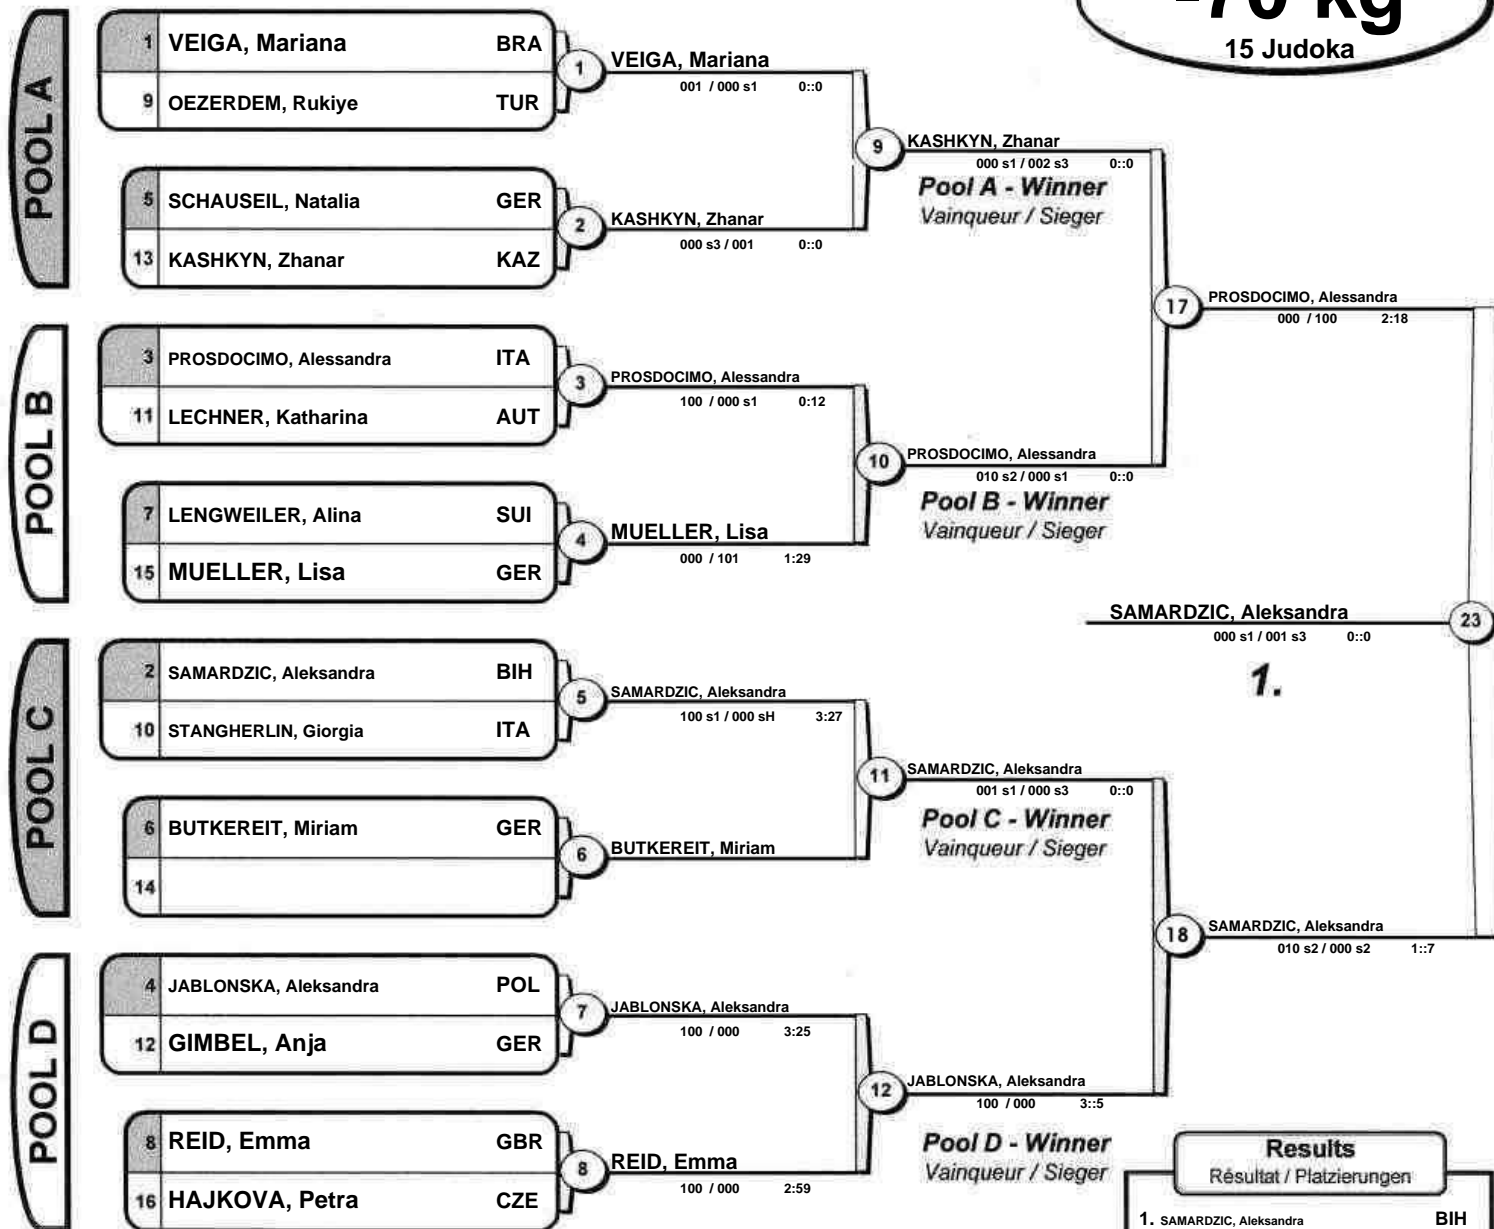 -70 kg
15 Judoka
POOL A
1 VEIGA, Mariana BRA
9 OEZERDEM, Rukiye TUR
1 VEIGA, Mariana
001 / 000 s1 0::0
5 SCHAUSEIL, Natalia GER
13 KASHKYN, Zhanar KAZ
2 KASHKYN, Zhanar
000 s3 / 001 0::0
9 KASHKYN, Zhanar
000 s1 / 002 s3 0::0
Pool A - Winner
Vainqueur / Sieger
POOL B
3 PROSDOCIMO, Alessandra ITA
11 LECHNER, Katharina AUT
3 PROSDOCIMO, Alessandra
100 / 000 s1 0:12
7 LENGWEILER, Alina SUI
15 MUELLER, Lisa GER
4 MUELLER, Lisa
000 / 101 1:29
10 PROSDOCIMO, Alessandra
010 s2 / 000 s1 0::0
Pool B - Winner
Vainqueur / Sieger
17 PROSDOCIMO, Alessandra
000 / 100 2:18
SAMARDZIC, Aleksandra 23
000 s1 / 001 s3 0::0
1.
POOL C
2 SAMARDZIC, Aleksandra BIH
10 STANGHERLIN, Giorgia ITA
5 SAMARDZIC, Aleksandra
100 s1 / 000 sH 3:27
6 BUTKEREIT, Miriam GER
14
6 BUTKEREIT, Miriam
11 SAMARDZIC, Aleksandra
001 s1 / 000 s3 0::0
Pool C - Winner
Vainqueur / Sieger
18 SAMARDZIC, Aleksandra
010 s2 / 000 s2 1::7
POOL D
4 JABLONSKA, Aleksandra POL
12 GIMBEL, Anja GER
7 JABLONSKA, Aleksandra
100 / 000 3:25
8 REID, Emma GBR
16 HAJKOVA, Petra CZE
8 REID, Emma
100 / 000 2:59
12 JABLONSKA, Aleksandra
100 / 000 3::5
Pool D - Winner
Vainqueur / Sieger
Results
Résultat / Platzierungen
1. SAMARDZIC, Aleksandra BIH